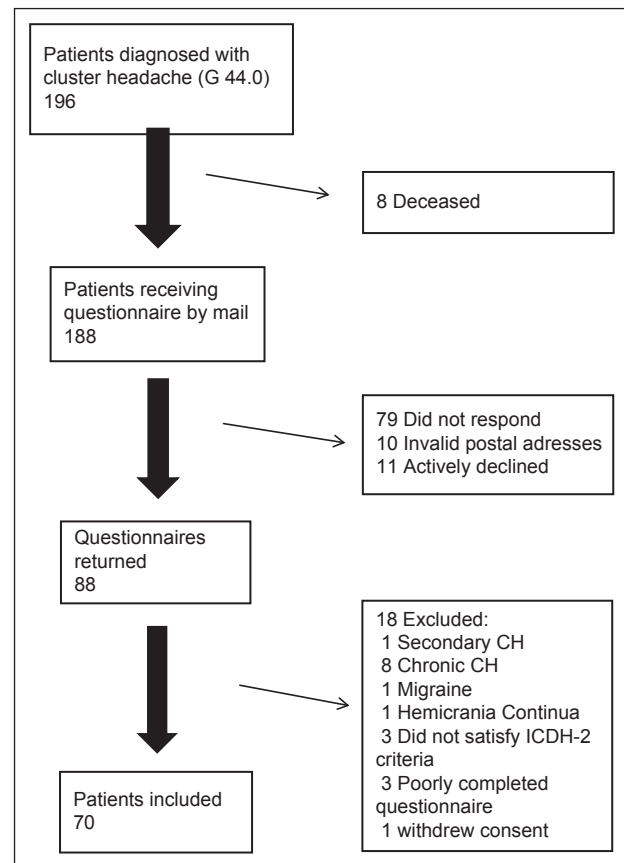 Patients diagnosed with
cluster headache (G 44.0)
196
8 Deceased
Patients receiving
questionnaire by mail
188
79 Did not respond
10 Invalid postal adresses
11 Actively declined
Questionnaires
returned
88
18 Excluded:
1 Secondary CH
8 Chronic CH
1 Migraine
1 Hemicrania Continua
3 Did not satisfy ICDH-2
criteria
3 Poorly completed
questionnaire
1 withdrew consent
Patients included
70